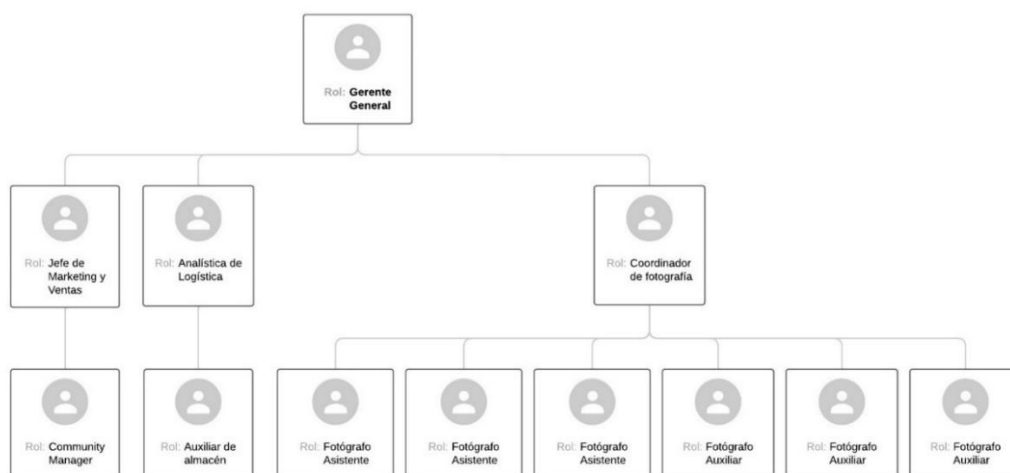 Rol: Gerente
General
Rol: Jefe de
Marketing y
Ventas
Rol: Analística de
Logística
Rol: Coordinador
de fotografía
Rol: Community
Manager
Rol: Auxiliar de
almacén
Rol: Fotógrafo
Asistente
Rol: Fotógrafo
Asistente
Rol: Fotógrafo
Asistente
Rol: Fotógrafo
Auxiliar
Rol: Fotógrafo
Auxiliar
Rol: Fotógrafo
Auxiliar